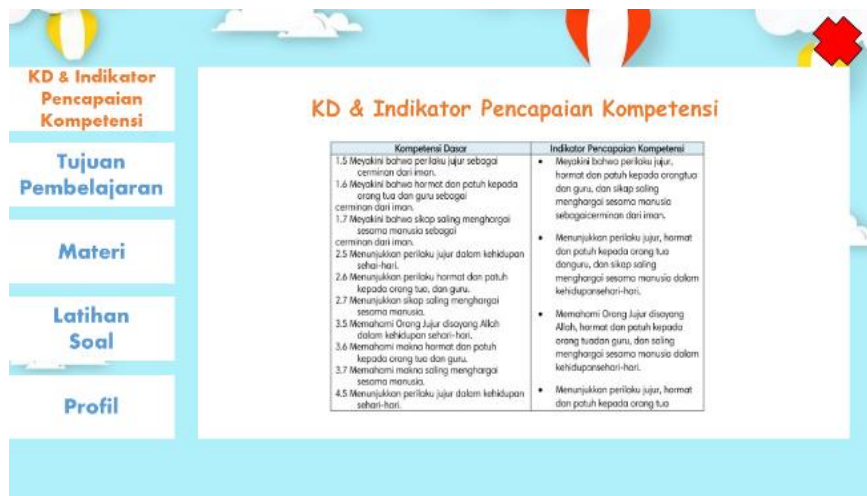 KD & Indikator
Pencapaian
Kompetensi
Tujuan
Pembelajaran
Materi
Latihan
Soal
Profil
KD & Indikator Pencapaian Kompetensi
Kompetensi Dasar
1.5 Meyakini bahwa perilaku jujur sebagai
cerminan dari iman.
1.6 Meyakini bahwa hormat dan patuh kepada
orang tua dan guru sebagai
cerminan dari iman.
1.7 Meyakini bahwa sikap saling menghargai
sesama manusia sebagai
cerminan dari iman.
2.5 Menunjukkan perilaku jujur dalam kehidupan
sehai-hari.
2.6 Menunjukkan perilaku hormat dan patuh
kepada orang tua, dan guru.
2.7 Menunjukkan sikap saling menghargai
sesama manusia.
3.5 Memahami Orang Jujur disayang Allah
dalam kehidupan sehari-hari.
3.6 Memahami makna hormat dan patuh
kepada orang tua dan guru.
3.7 Memahami makna saling menghargai
sesama manusia.
4.5 Menunjukkan perilaku jujur dalam kehidupan
sehari-hari.
Indikator Pencapaian Kompetensi
• Meyakini bahwa perilaku jujur,
hormat dan patuh kepada orangtua
dan guru, dan sikap saling
menghargai sesama manusia
sebagaicerminan dari iman.
• Menunjukkan perilaku jujur, hormat
dan patuh kepada orang tua
danguru, dan sikap saling
menghargai sesama manusia dalam
kehidupansehari-hari.
• Memahami Orang Jujur disayang
Allah, hormat dan patuh kepada
orang tuadan guru, dan saling
menghargai sesama manusia dalam
kehidupansehari-hari.
• Menunjukkan perilaku jujur, hormat
dan patuh kepada orang tua